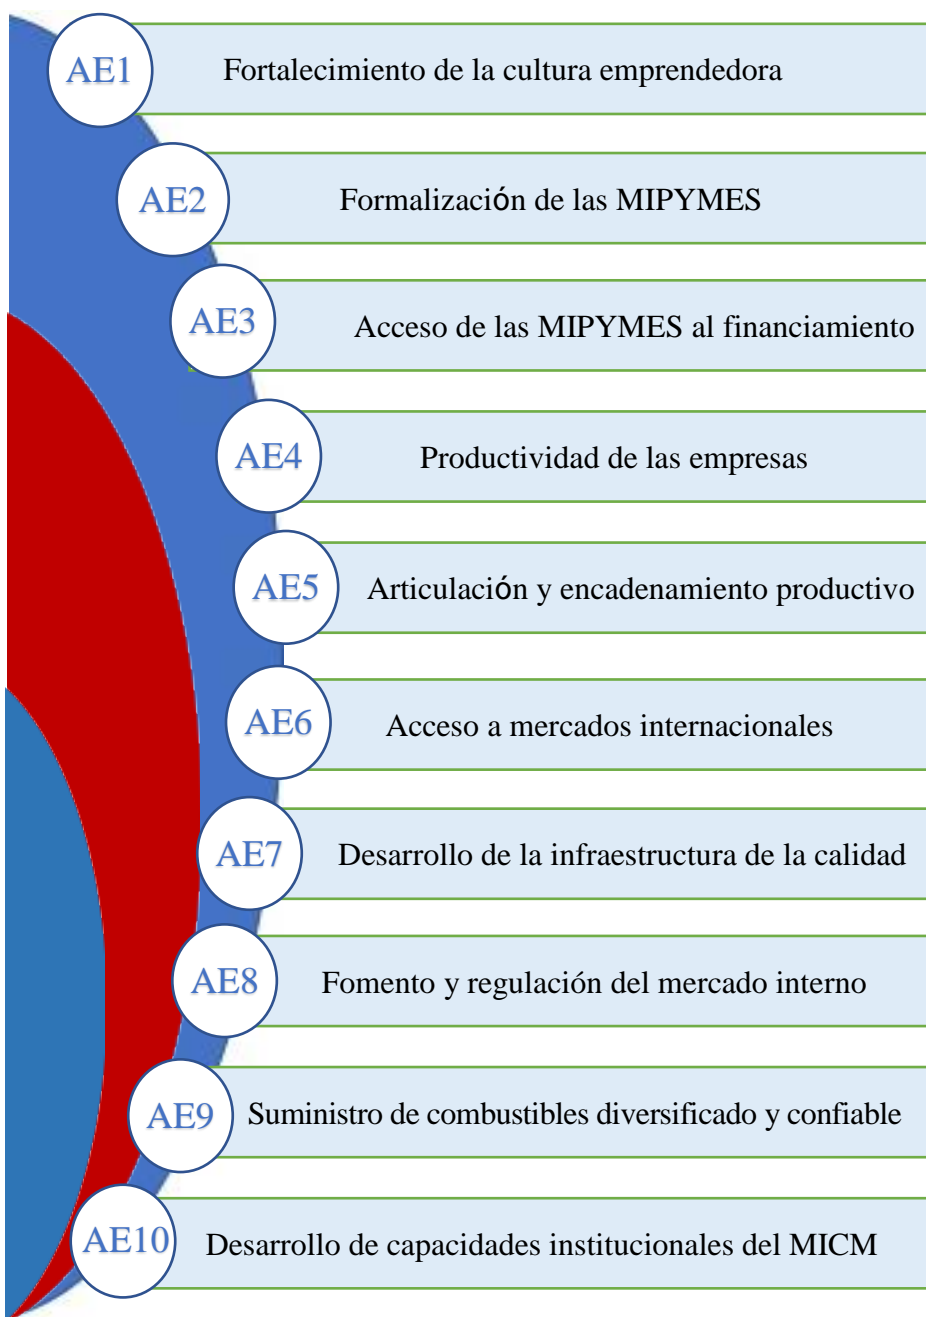 AE1 Fortalecimiento de la cultura emprendedora
AE2 Formalización de las MIPYMES
AE3 Acceso de las MIPYMES al financiamiento
AE4 Productividad de las empresas
AE5 Articulación y encadenamiento productivo
AE6 Acceso a mercados internacionales
AE7 Desarrollo de la infraestructura de la calidad
AE8 Fomento y regulación del mercado interno
AE9 Suministro de combustibles diversificado y confiable
AE10 Desarrollo de capacidades institucionales del MICM